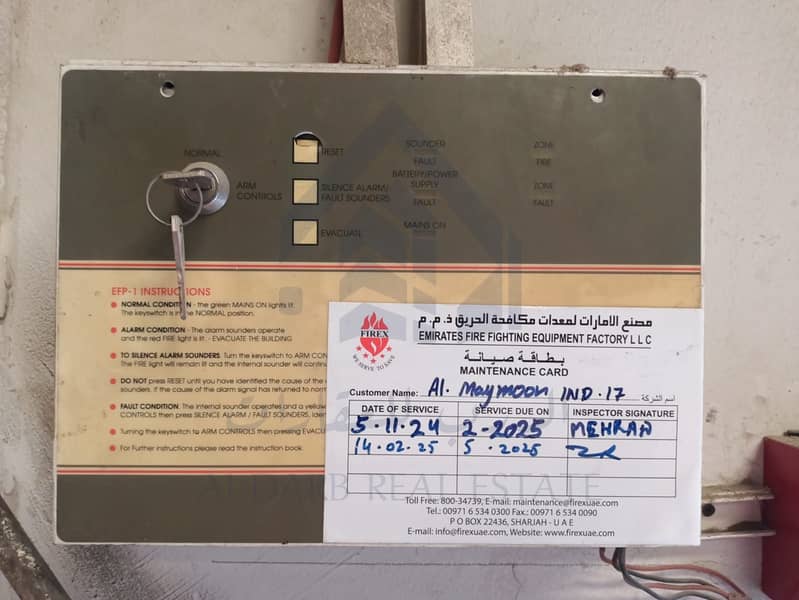 NORMAL
ARM
CONTROLS
RESET
SILENCE ALARM/
FAULT SOUNDERS
EVACUATE
SOUNDER
FAULT
BATTERY/POWER
SUPPLY
FAULT
MAINS ON
ZONE
FIRE
ZONE
FAULT
EFP-1 INSTRUCTIONS
NORMAL CONDITION - the green MAINS ON lights lit.
The keyswitch is in the NORMAL position.
ALARM CONDITION - The alarm sounders operate
and the red FIRE light is lit. - EVACUATE THE BUILDING
TO SILENCE ALARM SOUNDERS Turn the keyswitch to ARM CON
The FIRE light will remain lit and the internal sounder will continue
DO NOT press RESET until you have identified the cause of the
sounders. If the cause of the alarm signal has returned to norm
FAULT CONDITION: The internal sounder operates and a yellow
CONTROLS then press SILENCE ALARM / FAULT SOUNDERS,
Turning the keyswitch to ARM CONTROLS then pressing EVACU
For Further instructions please read the instruction book
FIREX
WE SERVE TO SAVE
مصنع الامارات لمعدات مكافحة الحريق ذ.م.م
EMIRATES FIRE FIGHTING EQUIPMENT FACTORY L L C
بطاقة صيانة
MAINTENANCE CARD
Customer Name: Al. Maymoon IND.17 اسم الشركة
DATE OF SERVICE SERVICE DUE ON INSPECTOR SIGNATURE
5.11.24 2-2025 MEHRAN
14.02.25 5.2025
ALDARB REAL ESTATE
Toll Free: 800-34739, E-mail: maintenance@firexuae.com
Tel.: 00971 6 534 0300 Fax.: 00971 6 534 0090
P O BOX 22436, SHARJAH - U A E
E-mail: info@firexuae.com, Website: www.firexuae.com